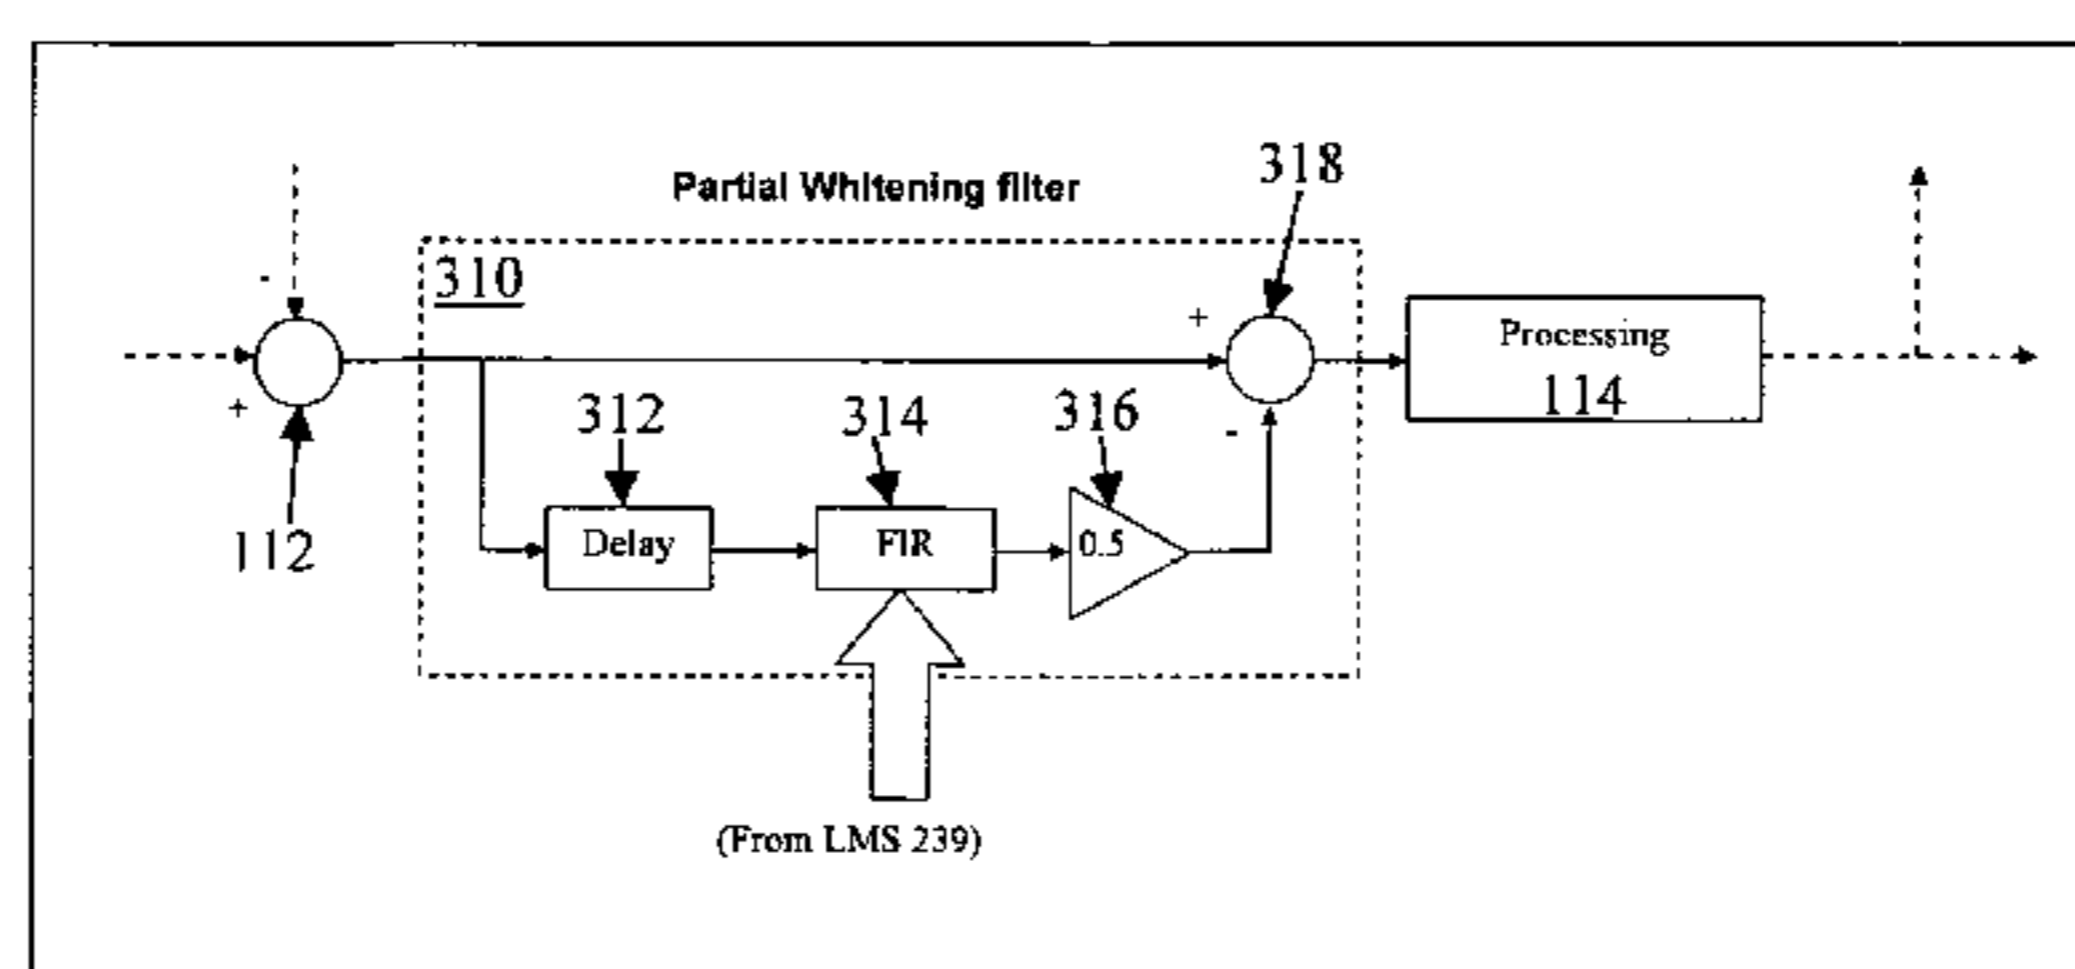 Partial Whitening filter
318
310
-
+
Processing
114
+
312
314
316
-
112
Delay
FIR
0.5
(From LMS 239)